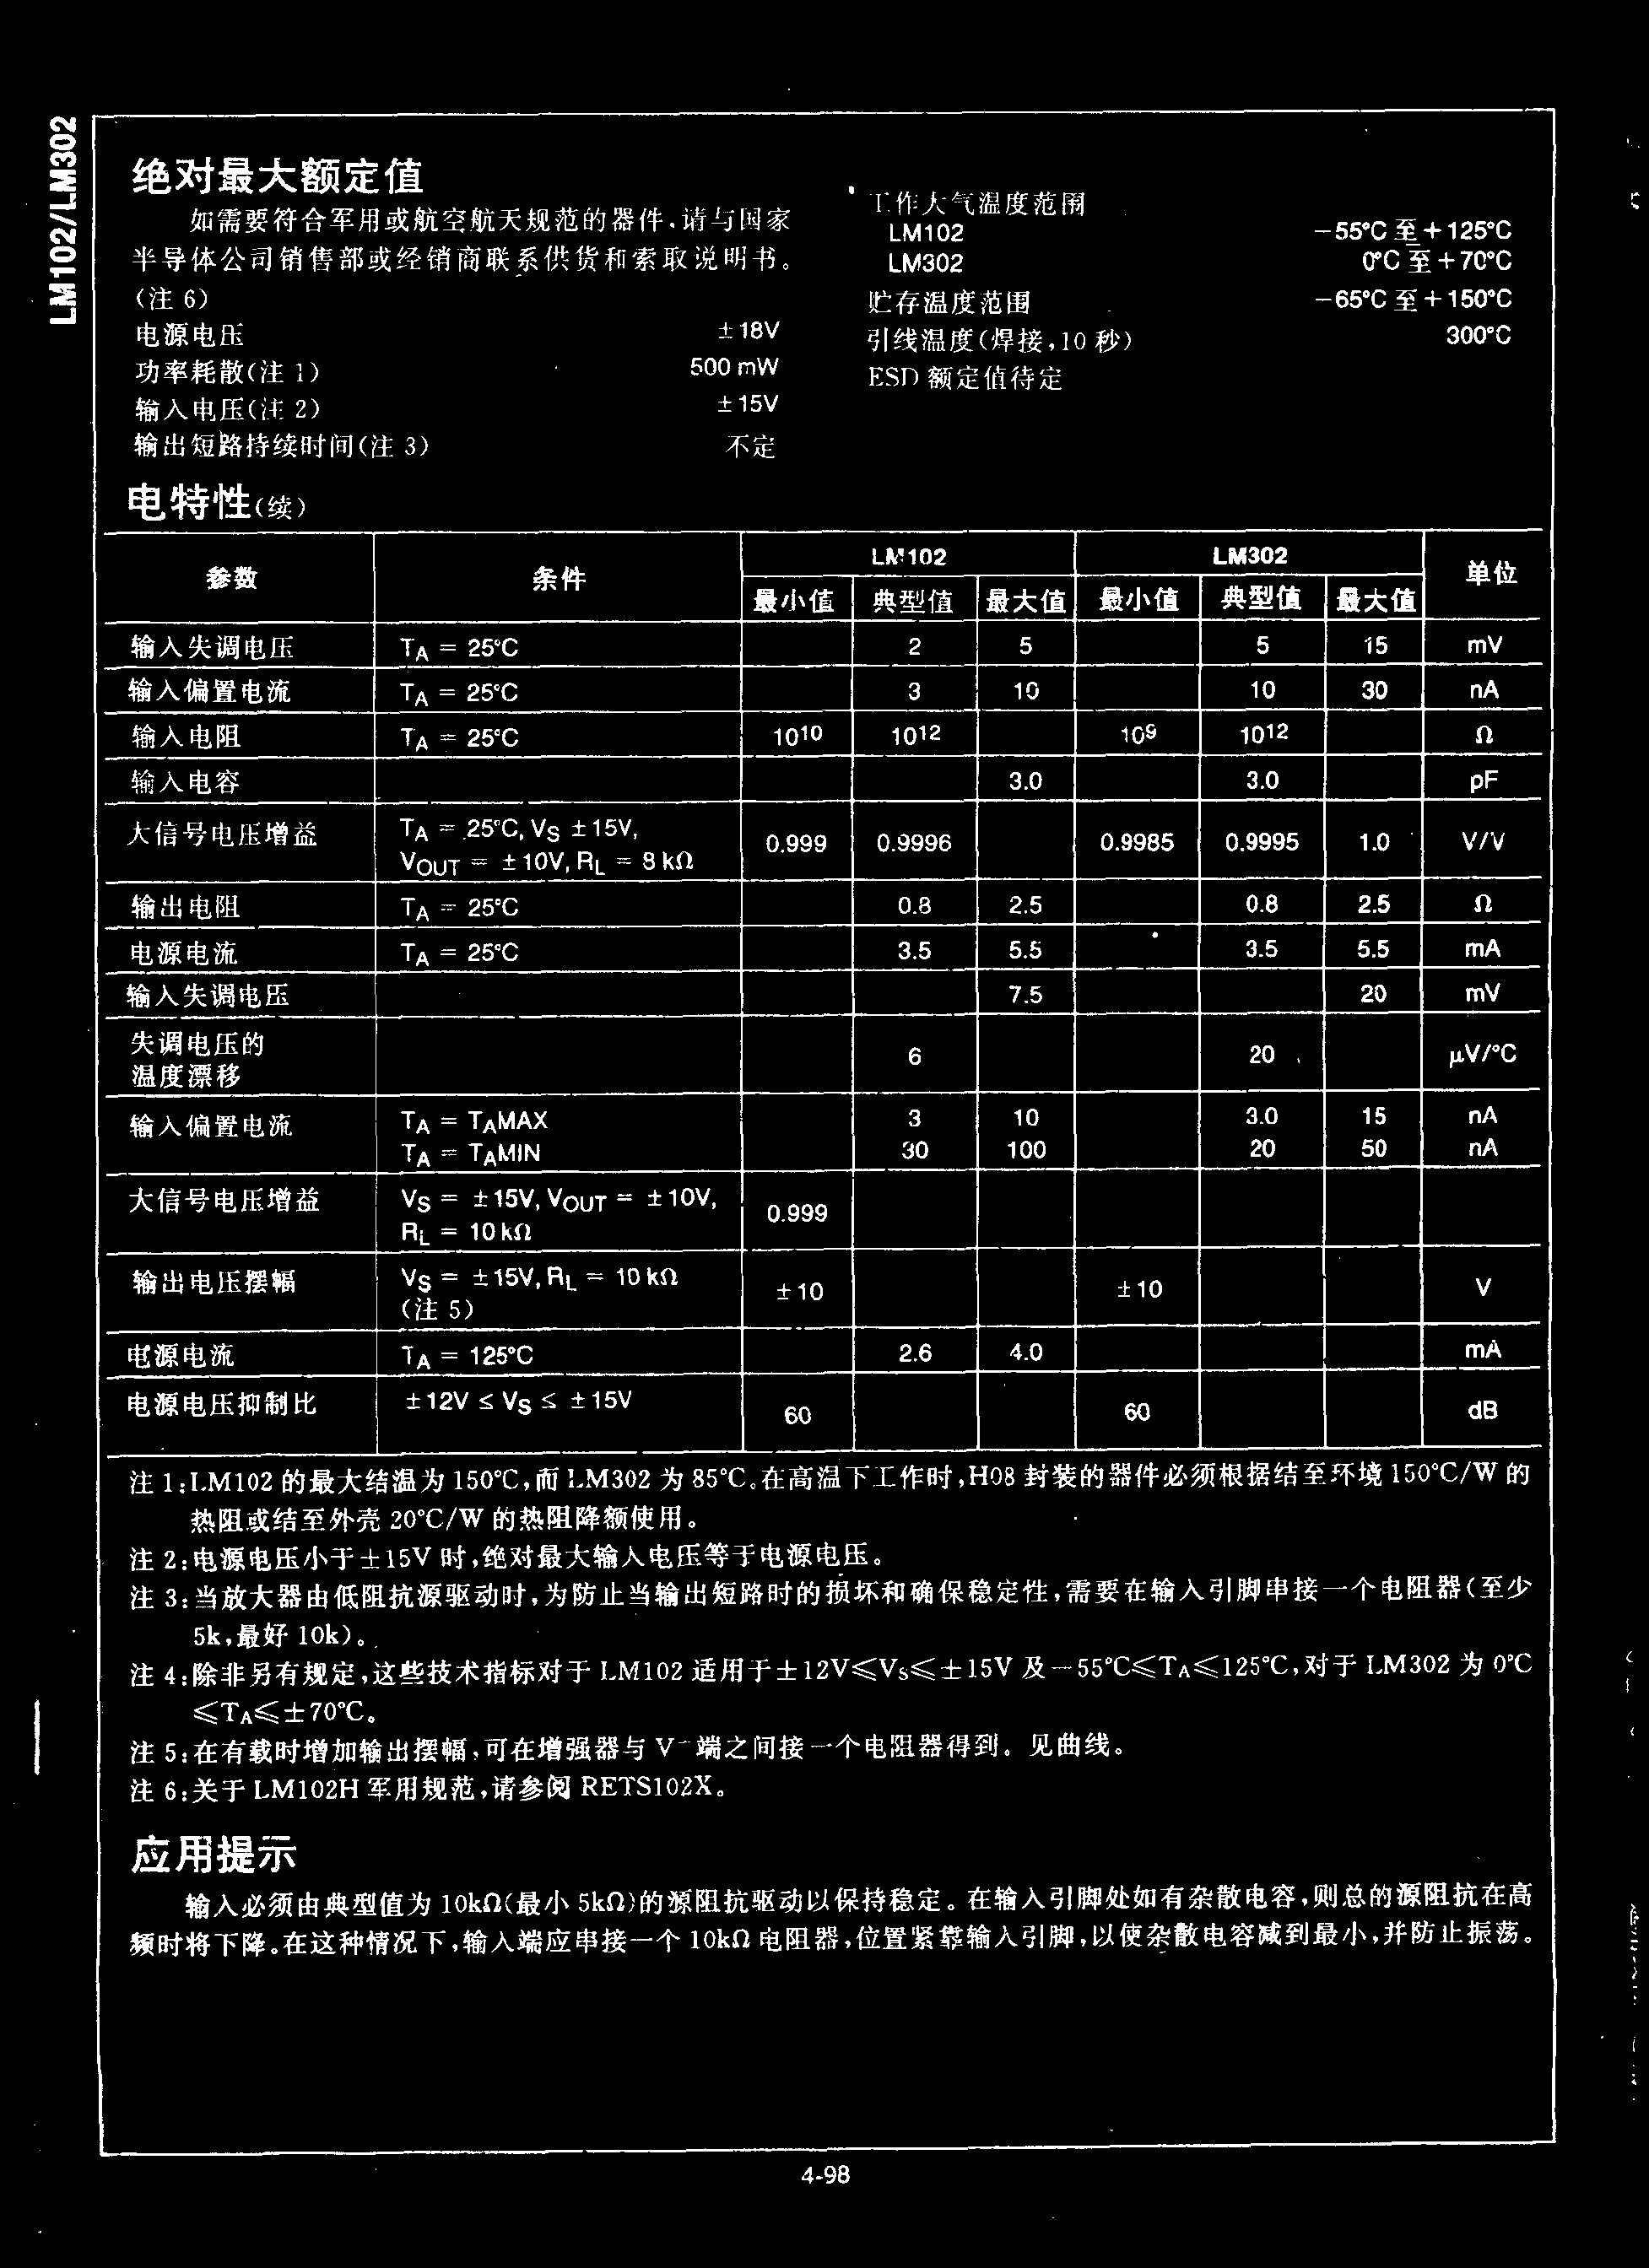 LM102/LM302
绝对最大额定值
如需要符合军用或航空航天规范的器件,请与国家
半导体公司销售部或经销商联系供货和索取说明书。
(注 6)
电源电压 ±18V
功率耗散(注 1) 500 mW
输入电压(注 2) ±15V
输出短路持续时间(注 3) 不定
工作大气温度范围
LM102 −55°C 至 +125°C
LM302 0°C 至 +70°C
贮存温度范围 −65°C 至 +150°C
引线温度(焊接,10 秒) 300°C
ESD 额定值待定
电特性(续)
参数 条件 LM102 LM302 单位
最小值 典型值 最大值 最小值 典型值 最大值
输入失调电压 TA = 25°C 2 5 5 15 mV
输入偏置电流 TA = 25°C 3 10 10 30 nA
输入电阻 TA = 25°C 10¹⁰ 10¹² 10⁹ 10¹² Ω
输入电容 3.0 3.0 pF
大信号电压增益 TA = 25°C, VS ±15V,
VOUT = ±10V, RL = 8 kΩ 0.999 0.9996 0.9985 0.9995 1.0 V/V
输出电阻 TA = 25°C 0.8 2.5 0.8 2.5 Ω
电源电流 TA = 25°C 3.5 5.5 3.5 5.5 mA
输入失调电压 7.5 20 mV
失调电压的
温度漂移 6 20 μV/°C
输入偏置电流 TA = TAMAX 3 10 3.0 15 nA
TA = TAMIN 30 100 20 50 nA
大信号电压增益 VS = ±15V, VOUT = ±10V,
RL = 10 kΩ 0.999
输出电压摆幅 VS = ±15V, RL = 10 kΩ
(注 5) ±10 ±10 V
电源电流 TA = 125°C 2.6 4.0 mA
电源电压抑制比 ±12V ≤ VS ≤ ±15V 60 60 dB
注 1:LM102 的最大结温为 150°C,而 LM302 为 85°C。在高温下工作时,H08 封装的器件必须根据结至环境 150°C/W 的
热阻或结至外壳 20°C/W 的热阻降额使用。
注 2:电源电压小于±15V 时,绝对最大输入电压等于电源电压。
注 3:当放大器由低阻抗源驱动时,为防止当输出短路时的损坏和确保稳定性,需要在输入引脚串接一个电阻器(至少
5k,最好 10k)。
注 4:除非另有规定,这些技术指标对于 LM102 适用于±12V≤VS≤±15V 及−55°C≤TA≤125°C,对于 LM302 为 0°C
≤TA≤±70°C。
注 5:在有载时增加输出摆幅,可在增强器与 V⁻ 端之间接一个电阻器得到。见曲线。
注 6:关于 LM102H 军用规范,请参阅 RETS102X。
应用提示
输入必须由典型值为 10kΩ(最小 5kΩ)的源阻抗驱动以保持稳定。在输入引脚处如有杂散电容,则总的源阻抗在高
频时将下降。在这种情况下,输入端应串接一个 10kΩ 电阻器,位置紧靠输入引脚,以使杂散电容减到最小,并防止振荡。
4-98